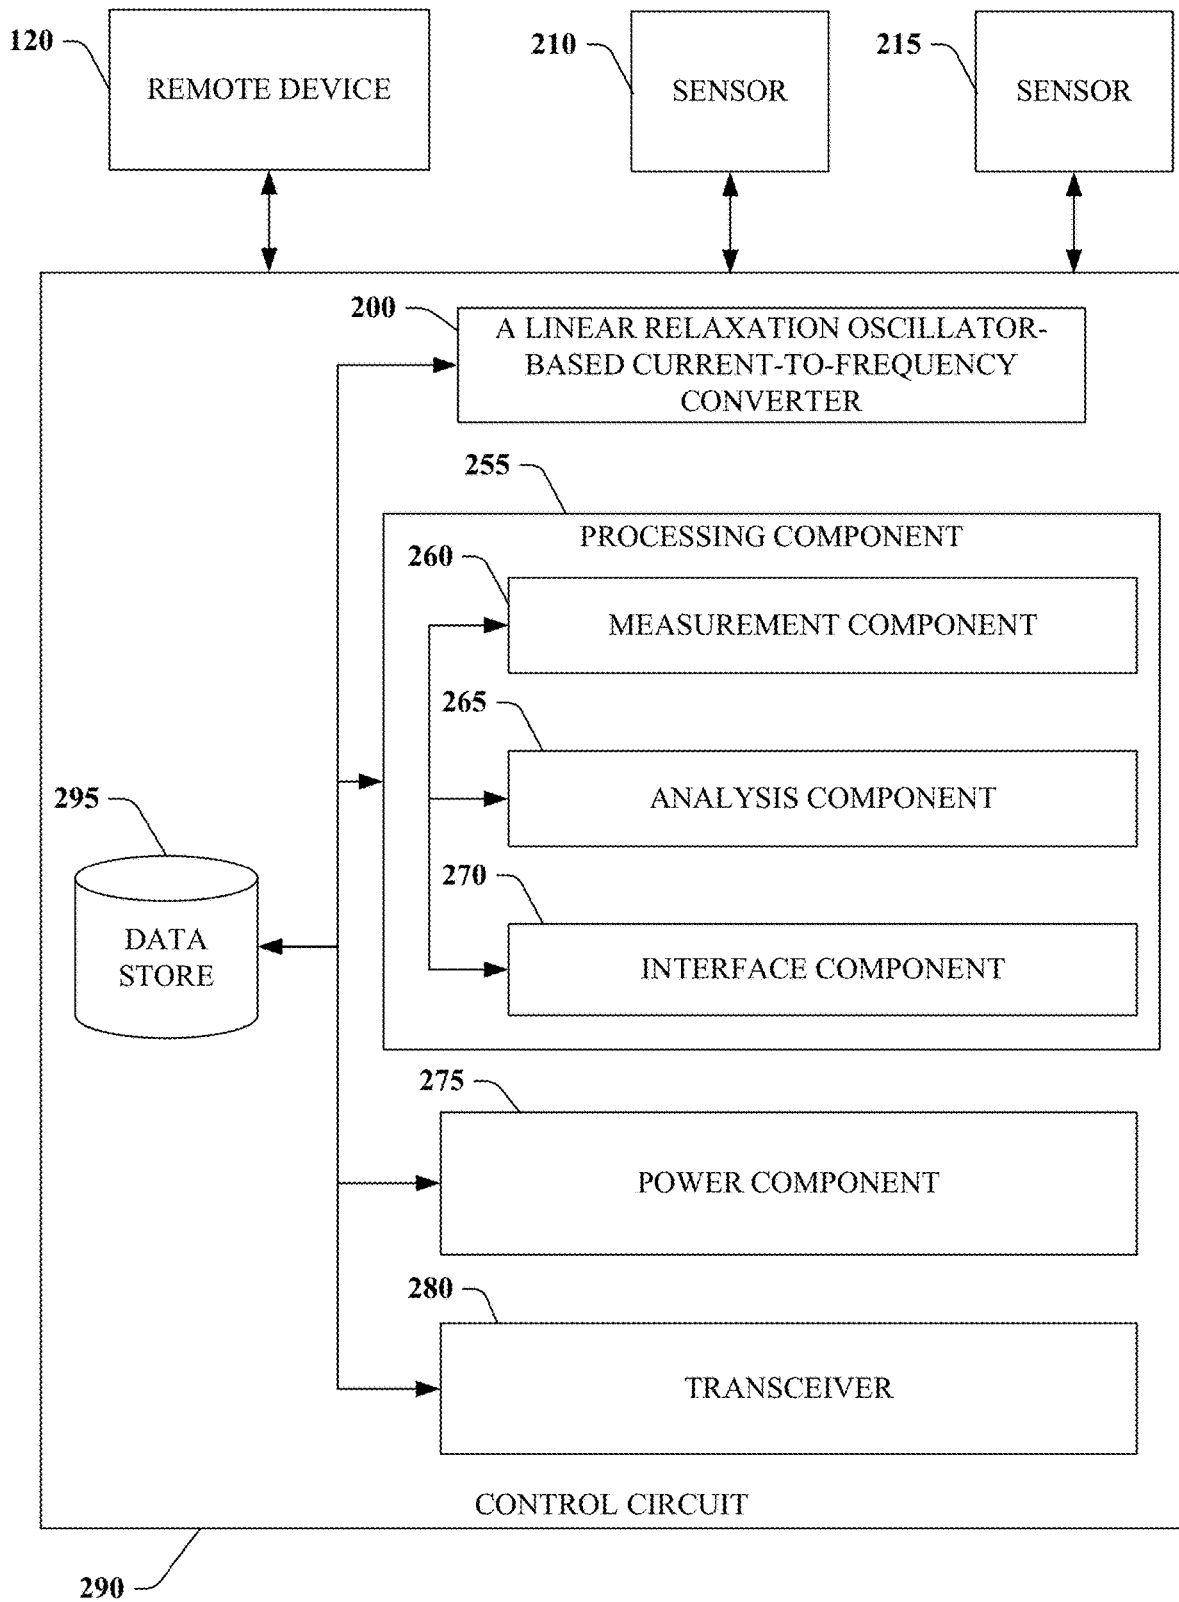 120
REMOTE DEVICE
210
SENSOR
215
SENSOR
200
A LINEAR RELAXATION OSCILLATOR-
BASED CURRENT-TO-FREQUENCY
CONVERTER
255
PROCESSING COMPONENT
260
MEASUREMENT COMPONENT
265
ANALYSIS COMPONENT
270
INTERFACE COMPONENT
295
DATA
STORE
275
POWER COMPONENT
280
TRANSCEIVER
CONTROL CIRCUIT
290